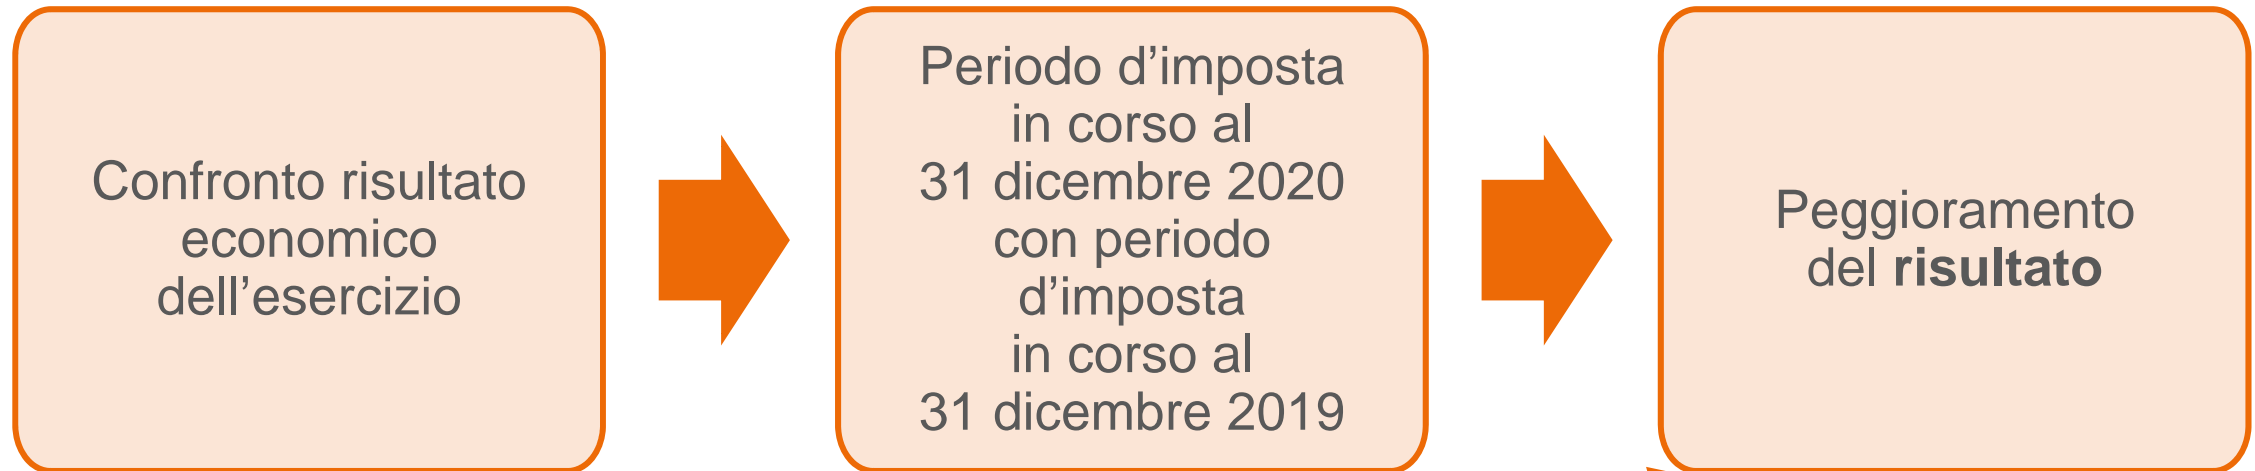 Confronto risultato
economico
dell’esercizio
Periodo d’imposta
in corso al
31 dicembre 2020
con periodo
d’imposta
in corso al
31 dicembre 2019
Peggioramento
del risultato